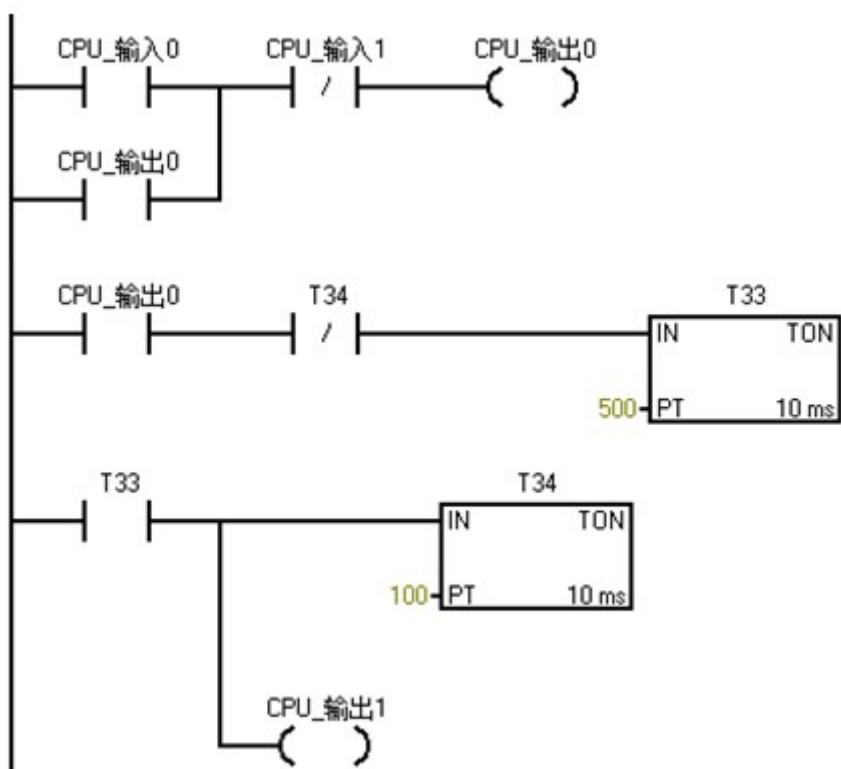 CPU_输入0 CPU_输入1 CPU_输出0
/
CPU_输出0
CPU_输出0 T34 T33
/ IN TON
500 PT 10 ms
T33 T34
IN TON
100 PT 10 ms
CPU_输出1